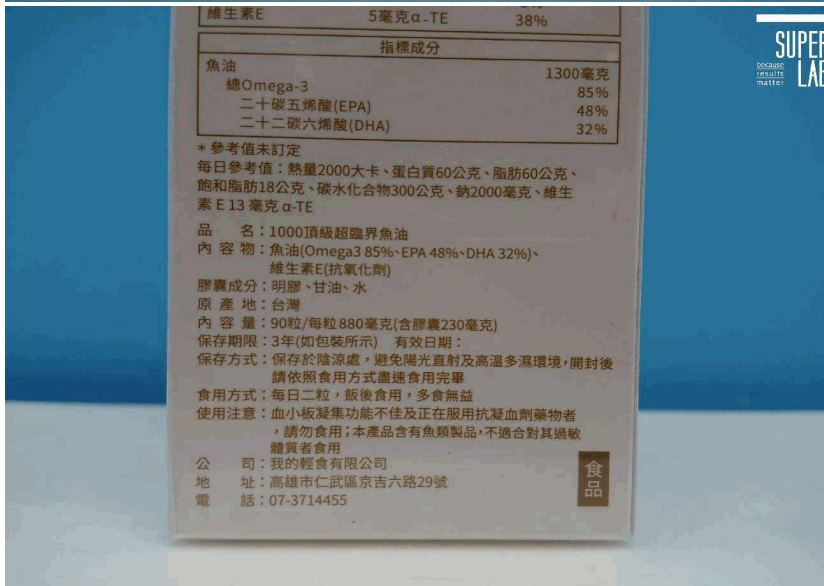 維生素E 5毫克α-TE 38%
指標成分
魚油 1300毫克
總Omega-3 85%
二十碳五烯酸(EPA) 48%
二十二碳六烯酸(DHA) 32%
＊參考值未訂定
每日參考值：熱量2000大卡、蛋白質60公克、脂肪60公克、
飽和脂肪18公克、碳水化合物300公克、鈉2000毫克、維生
素 E 13 毫克 α-TE
品名：1000頂級超臨界魚油
內容物：魚油(Omega3 85%、EPA 48%、DHA 32%)、
維生素E(抗氧化劑)
膠囊成分：明膠、甘油、水
原產地：台灣
內容量：90粒/每粒880毫克(含膠囊230毫克)
保存期限：3年(如包裝所示) 有效日期：
保存方式：保存於陰涼處，避免陽光直射及高溫多濕環境，開封後
請依照食用方式盡速食用完畢
食用方式：每日二粒，飯後食用，多食無益
使用注意：血小板凝集功能不佳及正在服用抗凝血劑藥物者
，請勿食用；本產品含有魚類製品，不適合對其過敏
體質者食用
公司：我的輕食有限公司
地址：高雄市仁武區京吉六路29號
電話：07-3714455
食品
SUPER
LAB
because
results
matter